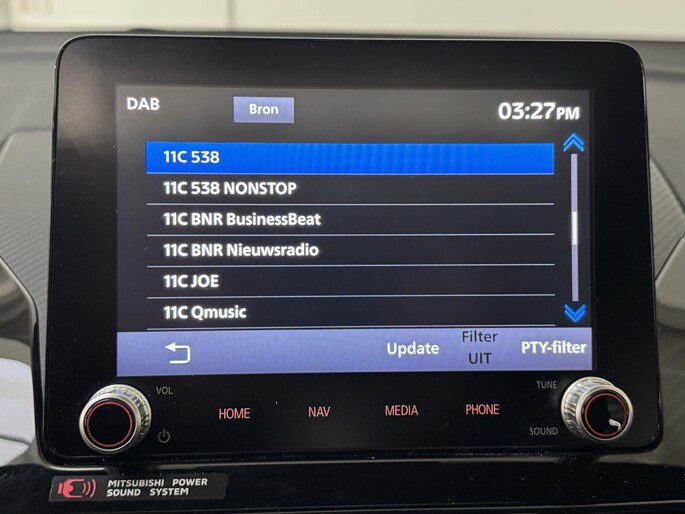 DAB
Bron
03:27PM
11C 538
11C 538 NONSTOP
11C BNR BusinessBeat
11C BNR Nieuwsradio
11C JOE
11C Qmusic
Update
Filter
UIT
PTY-filter
VOL
TUNE
HOME
NAV
MEDIA
PHONE
SOUND
MITSUBISHI POWER
SOUND SYSTEM